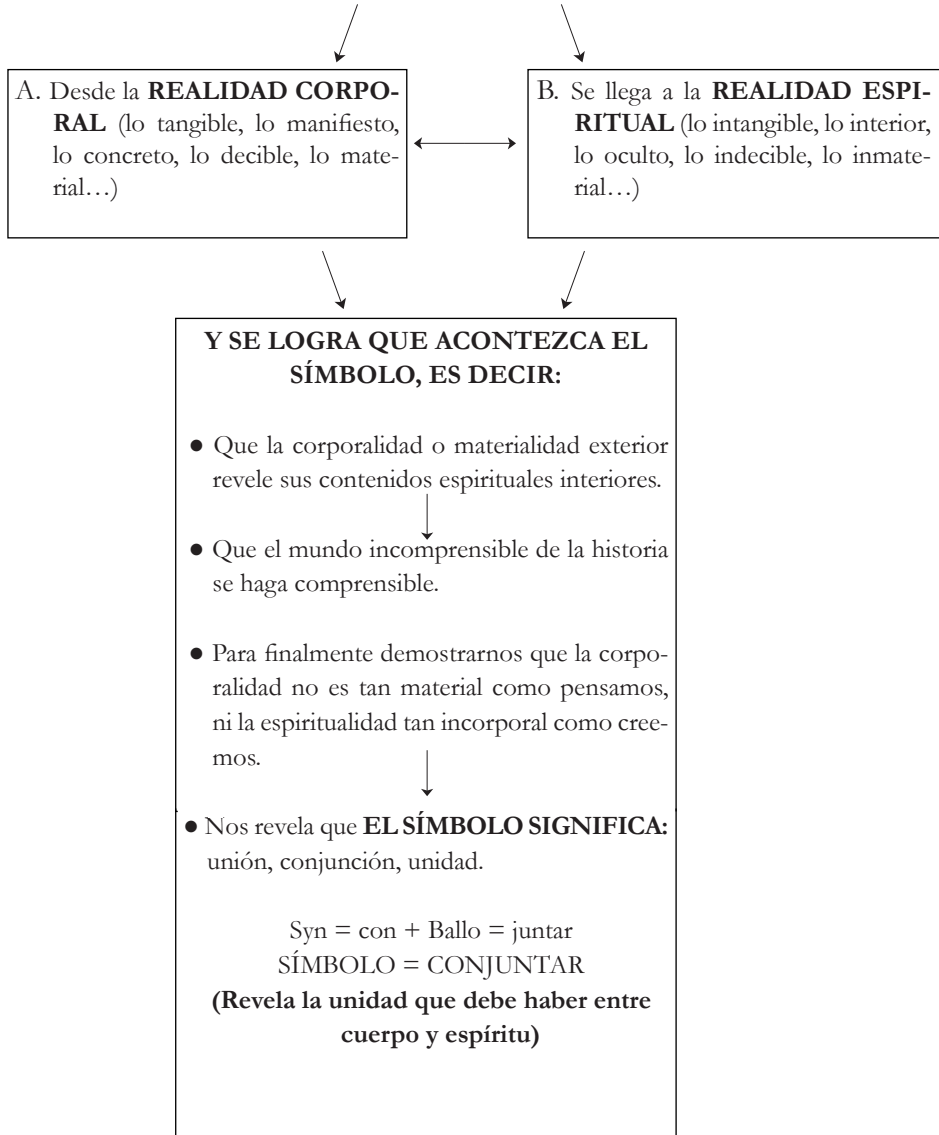 A. Desde la REALIDAD CORPO-
RAL (lo tangible, lo manifiesto,
lo concreto, lo decible, lo mate-
rial…)
B. Se llega a la REALIDAD ESPI-
RITUAL (lo intangible, lo interior,
lo oculto, lo indecible, lo inmate-
rial…)
Y SE LOGRA QUE ACONTEZCA EL
SÍMBOLO, ES DECIR:
● Que la corporalidad o materialidad exterior
revele sus contenidos espirituales interiores.
● Que el mundo incomprensible de la historia
se haga comprensible.
● Para finalmente demostrarnos que la corpo-
ralidad no es tan material como pensamos,
ni la espiritualidad tan incorporal como cree-
mos.
● Nos revela que EL SÍMBOLO SIGNIFICA:
unión, conjunción, unidad.
Syn = con + Ballo = juntar
SÍMBOLO = CONJUNTAR
(Revela la unidad que debe haber entre
cuerpo y espíritu)